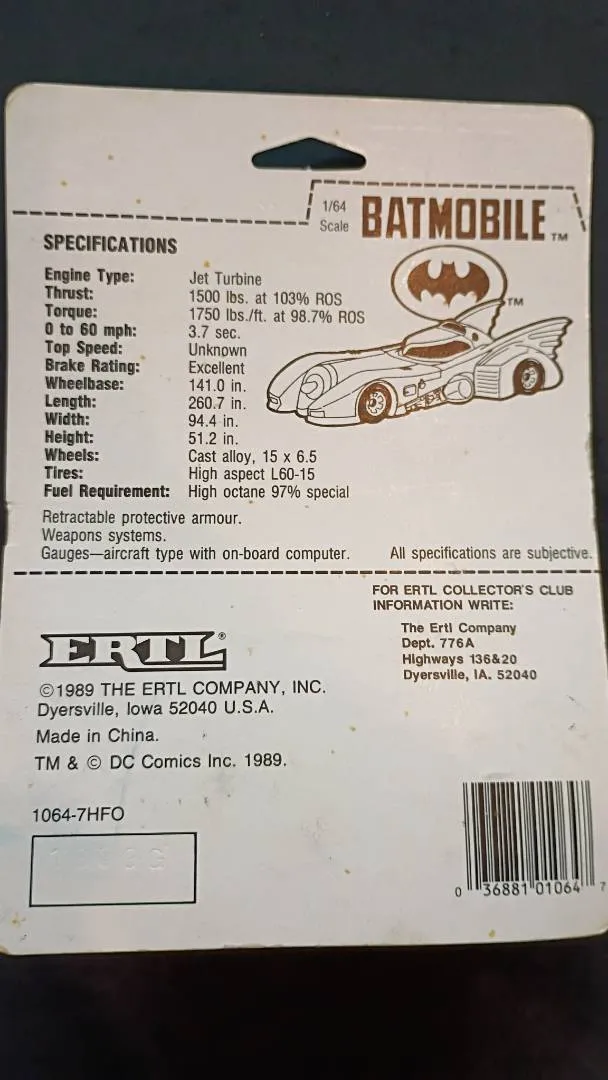 1/64
Scale
BATMOBILE™
™
SPECIFICATIONS
Engine Type: Jet Turbine
Thrust: 1500 lbs. at 103% ROS
Torque: 1750 lbs./ft. at 98.7% ROS
0 to 60 mph: 3.7 sec.
Top Speed: Unknown
Brake Rating: Excellent
Wheelbase: 141.0 in.
Length: 260.7 in.
Width: 94.4 in.
Height: 51.2 in.
Wheels: Cast alloy, 15 x 6.5
Tires: High aspect L60-15
Fuel Requirement: High octane 97% special
Retractable protective armour.
Weapons systems.
Gauges—aircraft type with on-board computer.
All specifications are subjective.
FOR ERTL COLLECTOR'S CLUB
INFORMATION WRITE:
The Ertl Company
Dept. 776A
Highways 136&20
Dyersville, IA. 52040
ERTL®
©1989 THE ERTL COMPANY, INC.
Dyersville, Iowa 52040 U.S.A.
Made in China.
TM & © DC Comics Inc. 1989.
1064-7HFO
0 36881 01064 7